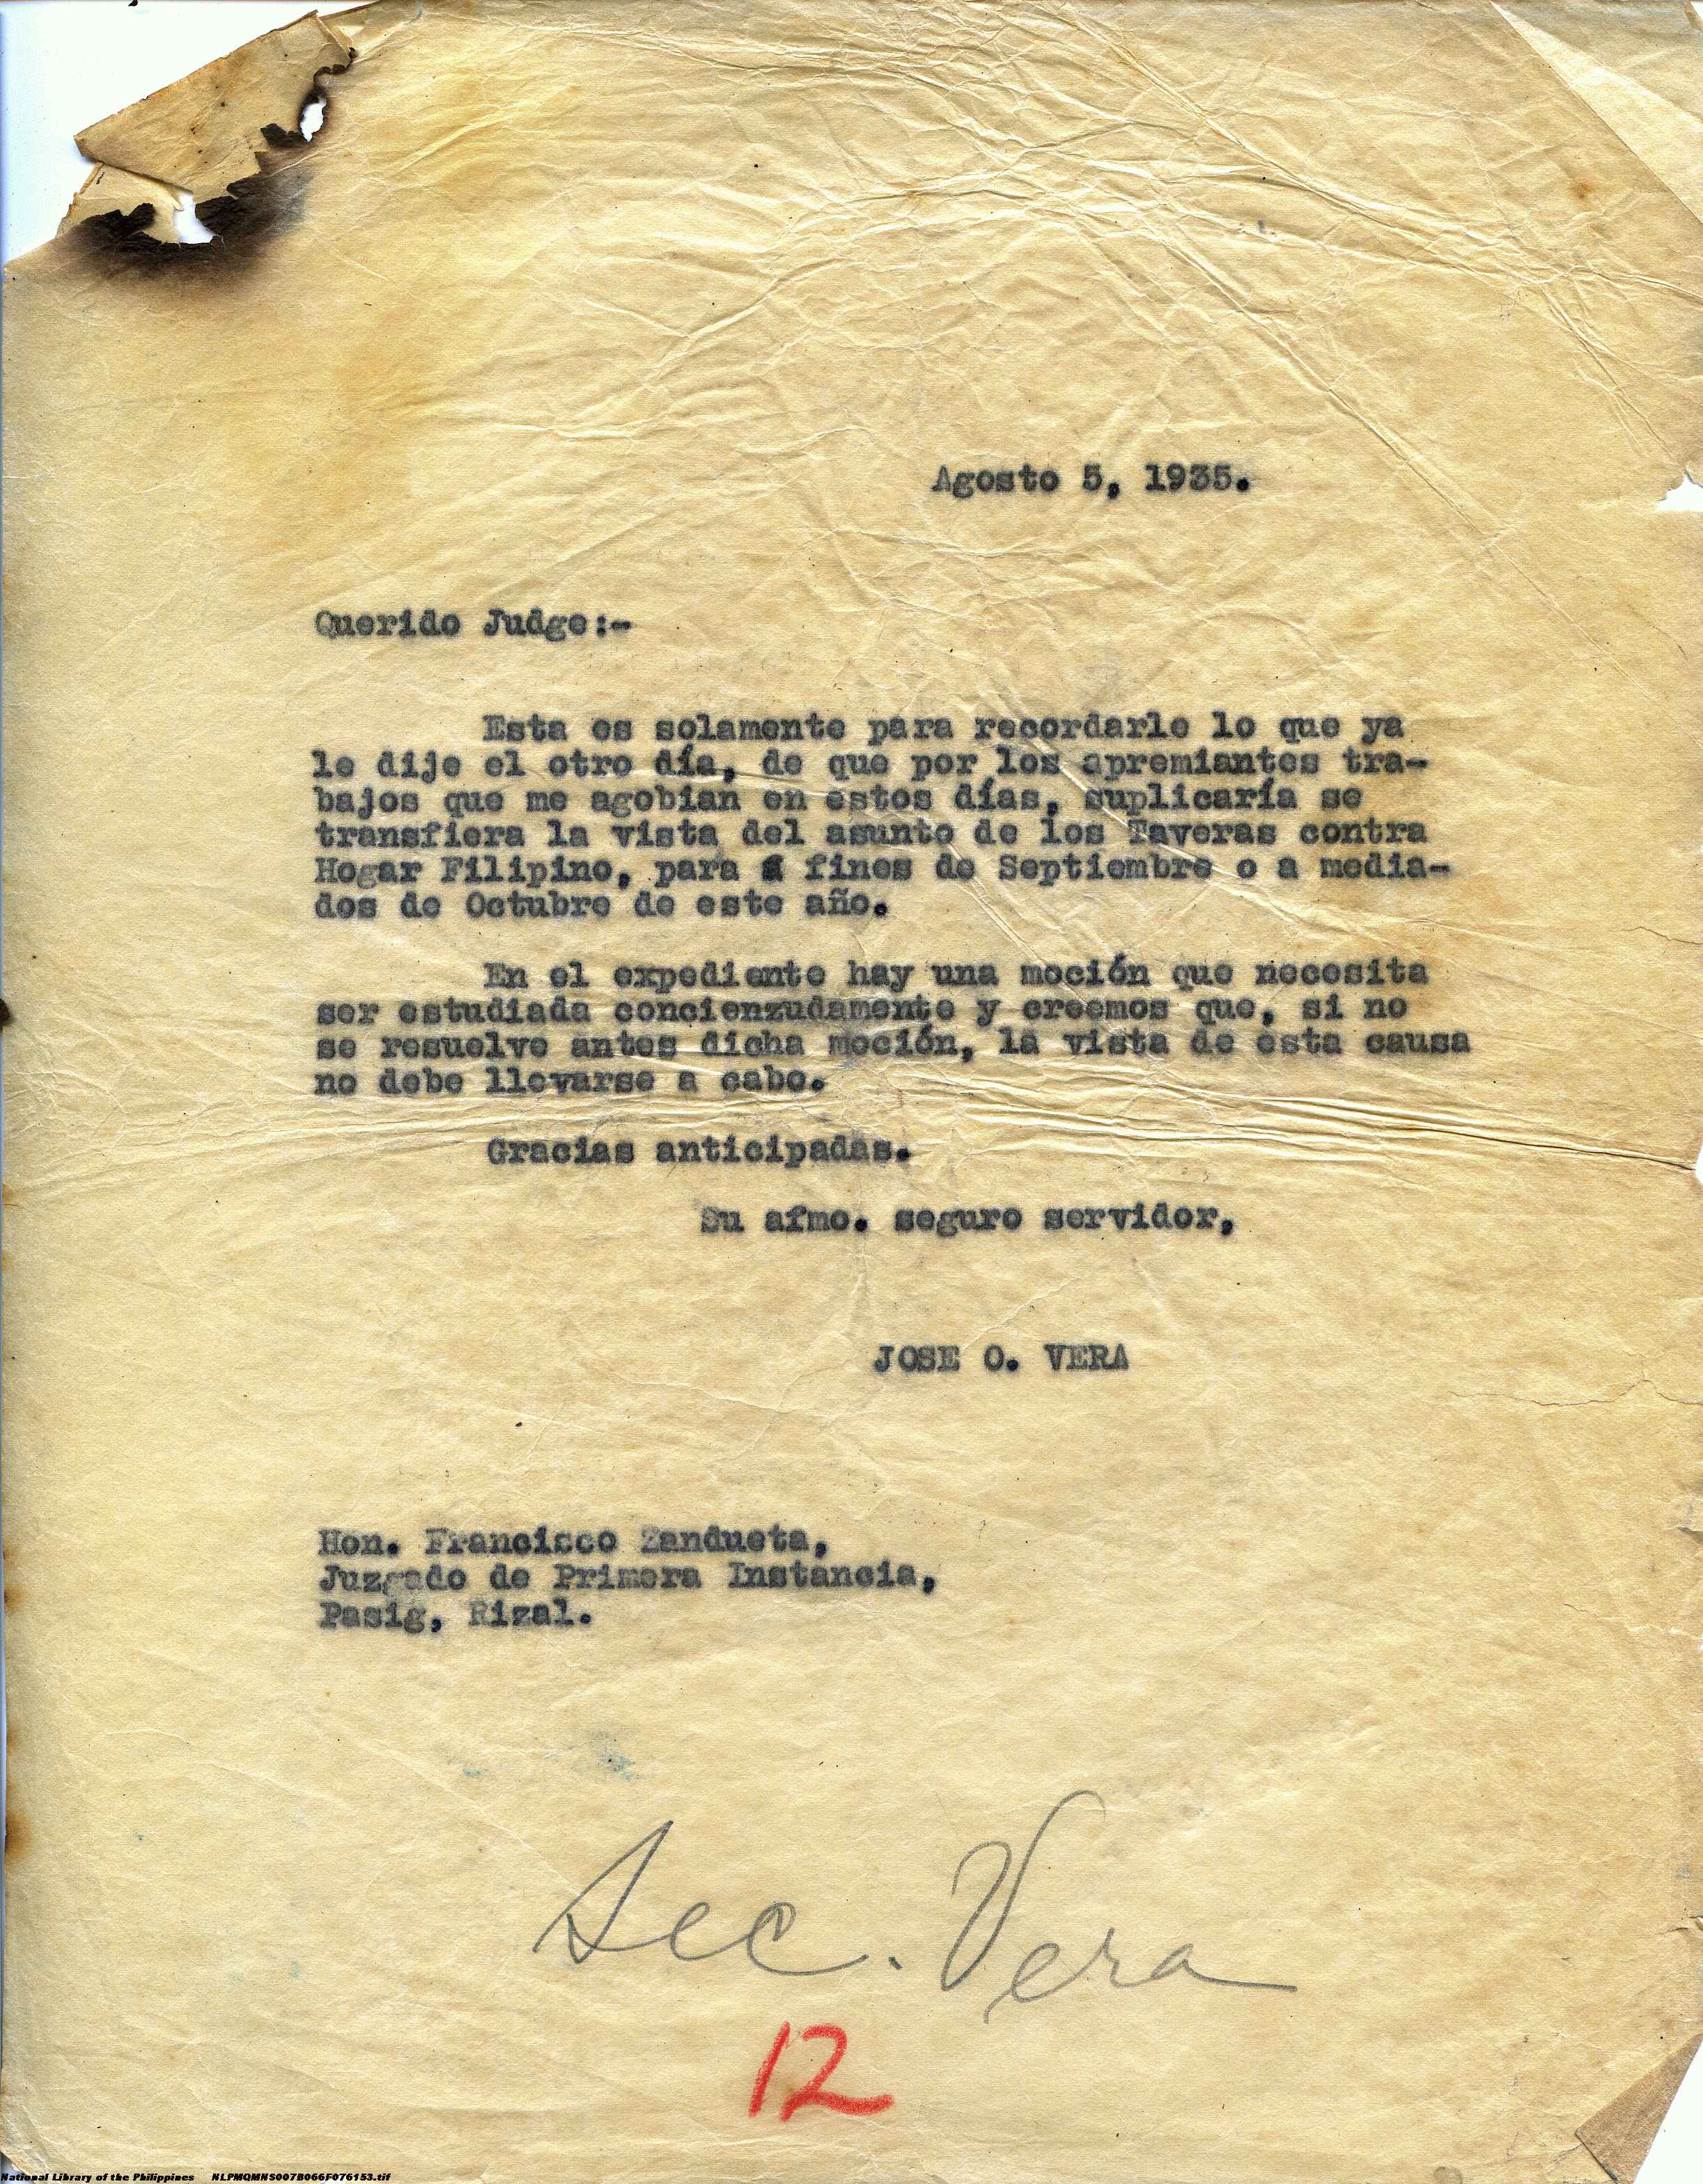 Agosto 5, 1935.
Querido Judge:-
Esta es solamente para recordarle lo que ya
le dije el otro día, de que por los apremiantes tra-
bajos que me agobian en estos días, suplicaría se
transfiera la vista del asunto de los Taveras contra
Hogar Filipino, para a fines de Septiembre o a media-
dos de Octubre de este año.
En el expediente hay una moción que necesita
ser estudiada concienzudamente y creemos que, si no
se resuelve antes dicha moción, la vista de esta causa
no debe llevarse a cabo.
Gracias anticipadas.
Su afmo. seguro servidor,
JOSE O. VERA
Hon. Francisco Zandueta,
Juzgado de Primera Instancia,
Pasig, Rizal.
Sec. Vera
12
National Library of the Philippines NLPMQMNS007B066F076153.tif